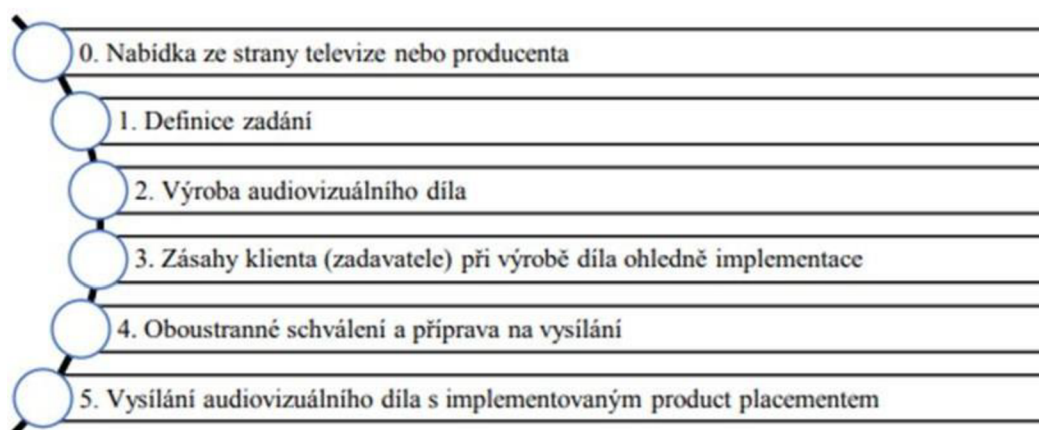 0. Nabídka ze strany televize nebo producenta
1. Definice zadání
2. Výroba audiovizuálního díla
3. Zásahy klienta (zadavatele) při výrobě díla ohledně implementace
4. Oboustranné schválení a příprava na vysílání
5. Vysílání audiovizuálního díla s implementovaným product placementem